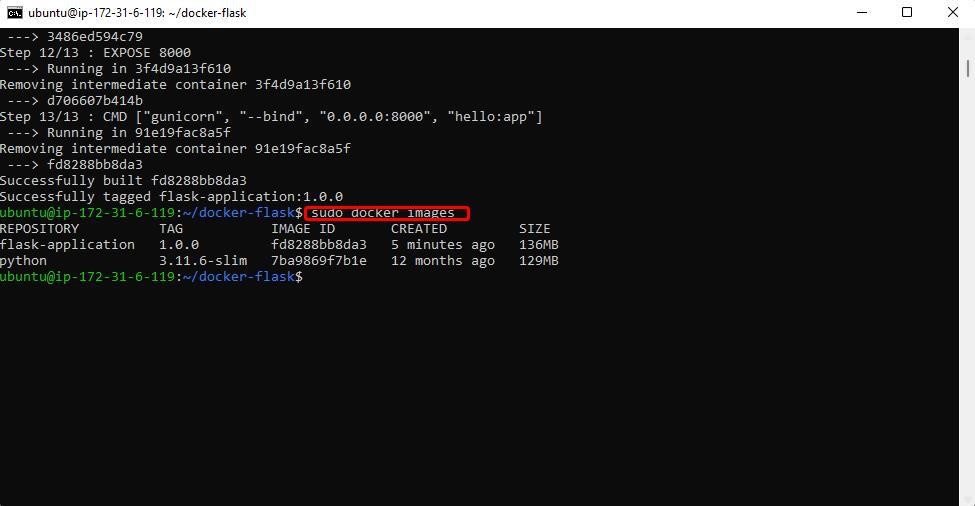 ubuntu@ip-172-31-6-119: ~/docker-flask
---> 3486ed594c79
Step 12/13 : EXPOSE 8000
---> Running in 3f4d9a13f610
Removing intermediate container 3f4d9a13f610
---> d706607b414b
Step 13/13 : CMD ["gunicorn", "--bind", "0.0.0.0:8000", "hello:app"]
---> Running in 91e19fac8a5f
Removing intermediate container 91e19fac8a5f
---> fd8288bb8da3
Successfully built fd8288bb8da3
Successfully tagged flask-application:1.0.0
ubuntu@ip-172-31-6-119:~/docker-flask$ sudo docker images
REPOSITORY TAG IMAGE ID CREATED SIZE
flask-application 1.0.0 fd8288bb8da3 5 minutes ago 136MB
python 3.11.6-slim 7ba9869f7b1e 12 months ago 129MB
ubuntu@ip-172-31-6-119:~/docker-flask$